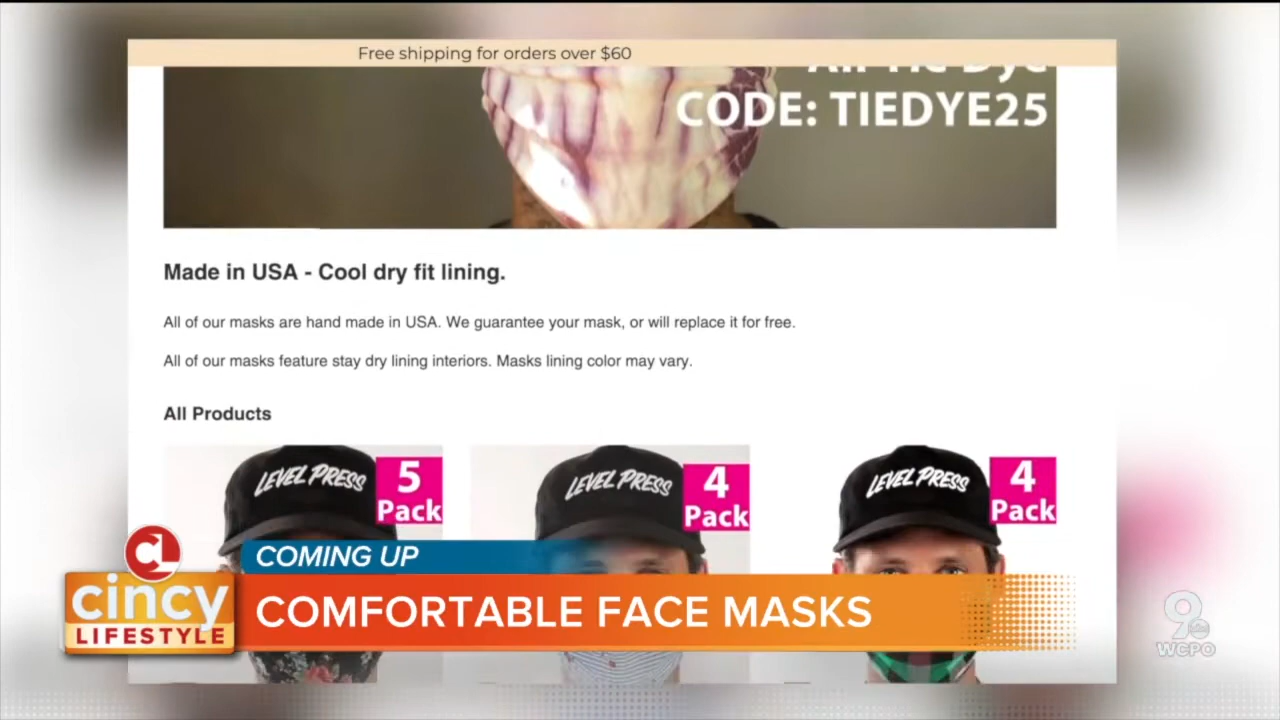 Free shipping for orders over $60
CODE: TIEDYE25
Made in USA - Cool dry fit lining.
All of our masks are hand made in USA. We guarantee your mask, or will replace it for free.
All of our masks feature stay dry lining interiors. Masks lining color may vary.
All Products
LEVEL PRESS
5
Pack
LEVEL PRESS
4
Pack
LEVEL PRESS
4
Pack
CL
COMING UP
cincy
LIFESTYLE
COMFORTABLE FACE MASKS
9
WCPO